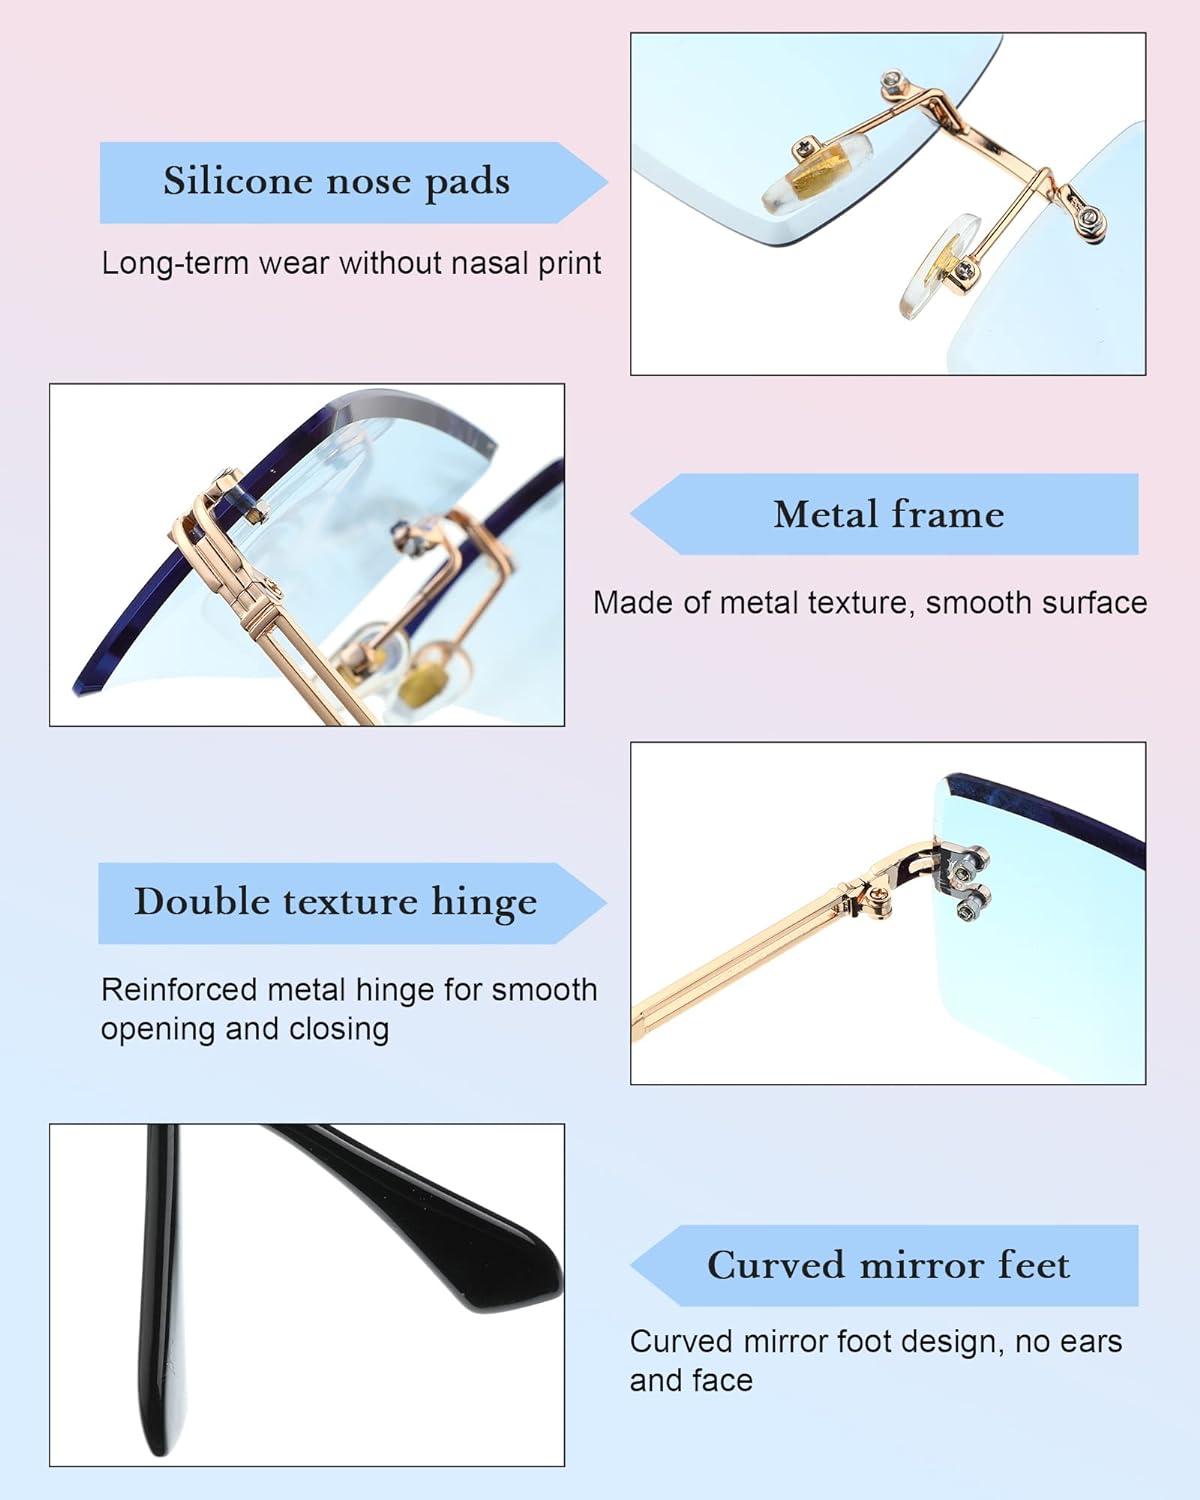 Silicone nose pads
Long-term wear without nasal print
Metal frame
Made of metal texture, smooth surface
Double texture hinge
Reinforced metal hinge for smooth
opening and closing
Curved mirror feet
Curved mirror foot design, no ears
and face